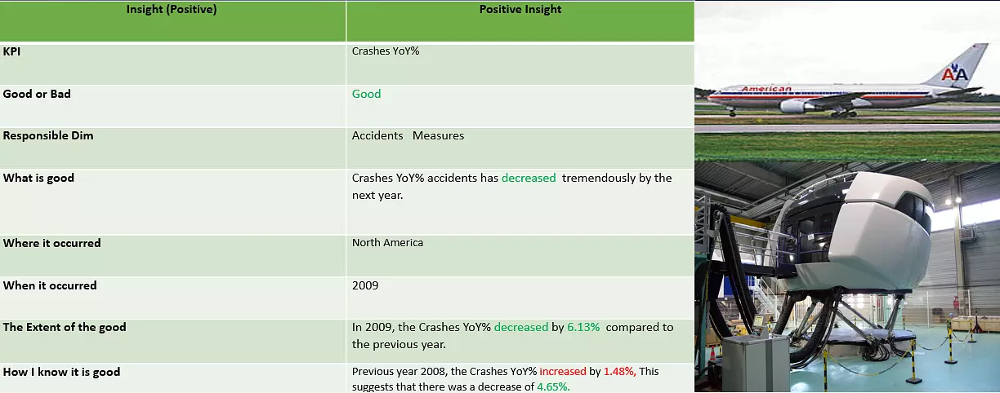 Insight (Positive) Positive Insight
KPI Crashes YoY%
Good or Bad Good
Responsible Dim Accidents Measures
What is good Crashes YoY% accidents has decreased tremendously by the
next year.
Where it occurred North America
When it occurred 2009
The Extent of the good In 2009, the Crashes YoY% decreased by 6.13% compared to
the previous year.
How I know it is good Previous year 2008, the Crashes YoY% increased by 1.48%, This
suggests that there was a decrease of 4.65%.
American
AA